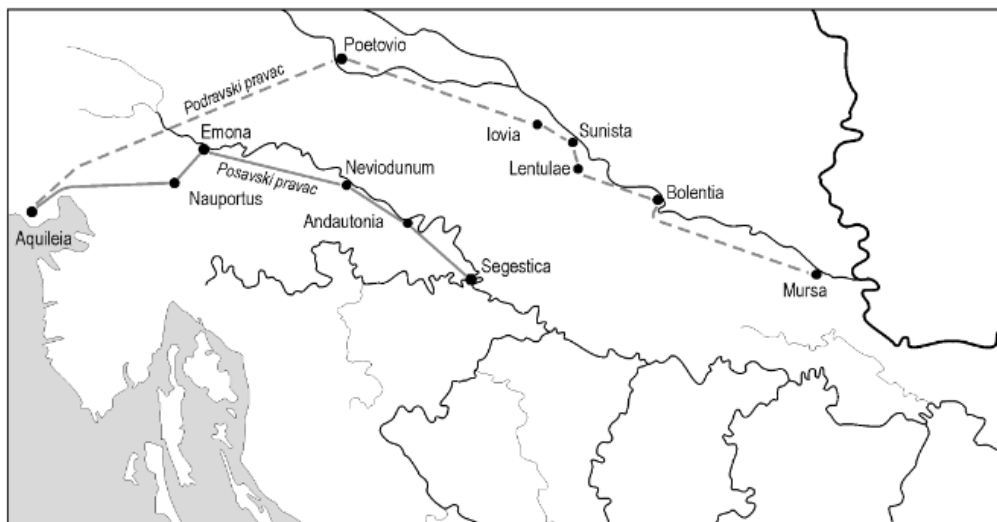 Poetovio
Podravski pravac
Emona
Iovia
Sunista
Neviodunum
Lentulae
Posavski pravac
Nauportus
Bolentia
Andautonia
Aquileia
Segestica
Mursa